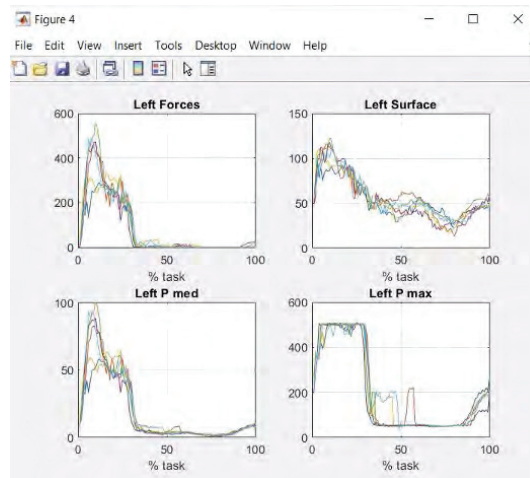 Figure 4
File Edit View Insert Tools Desktop Window Help
Left Forces
600
400
200
0
0 50 100
% task
Left Surface
150
100
50
0
0 50 100
% task
Left P med
100
50
0
0 50 100
% task
Left P max
600
400
200
0
0 50 100
% task